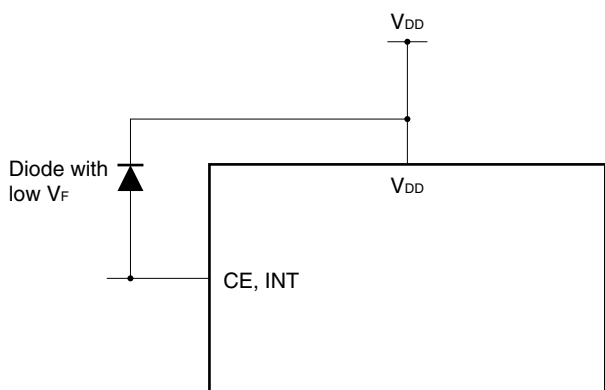 VDD
Diode with
low VF
VDD
CE, INT